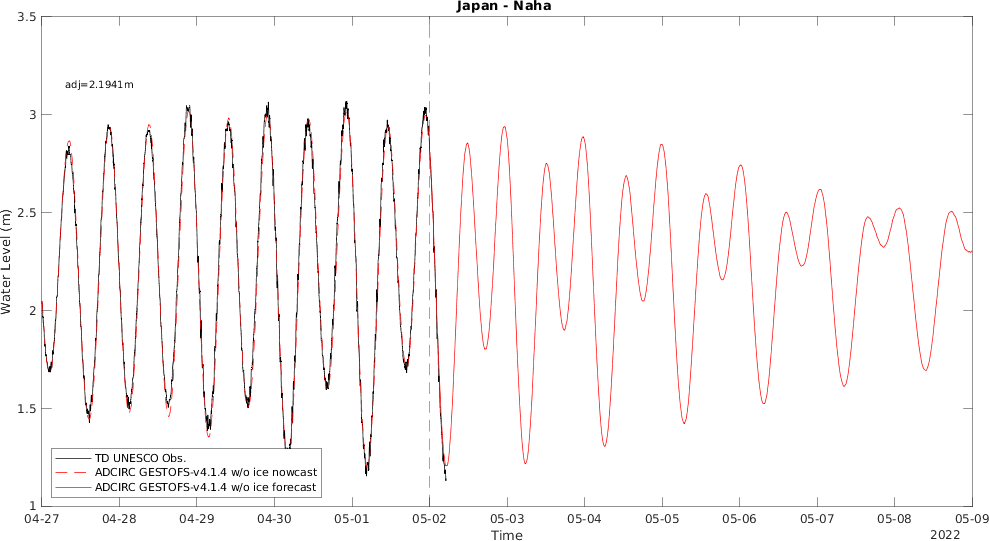 Japan - Naha
3.5
adj=2.1941m
3
2.5
Water Level (m)
2
1.5
TD UNESCO Obs.
ADCIRC GESTOFS-v4.1.4 w/o ice nowcast
ADCIRC GESTOFS-v4.1.4 w/o ice forecast
1
04-27 04-28 04-29 04-30 05-01 05-02 05-03 05-04 05-05 05-06 05-07 05-08 05-09
Time
2022